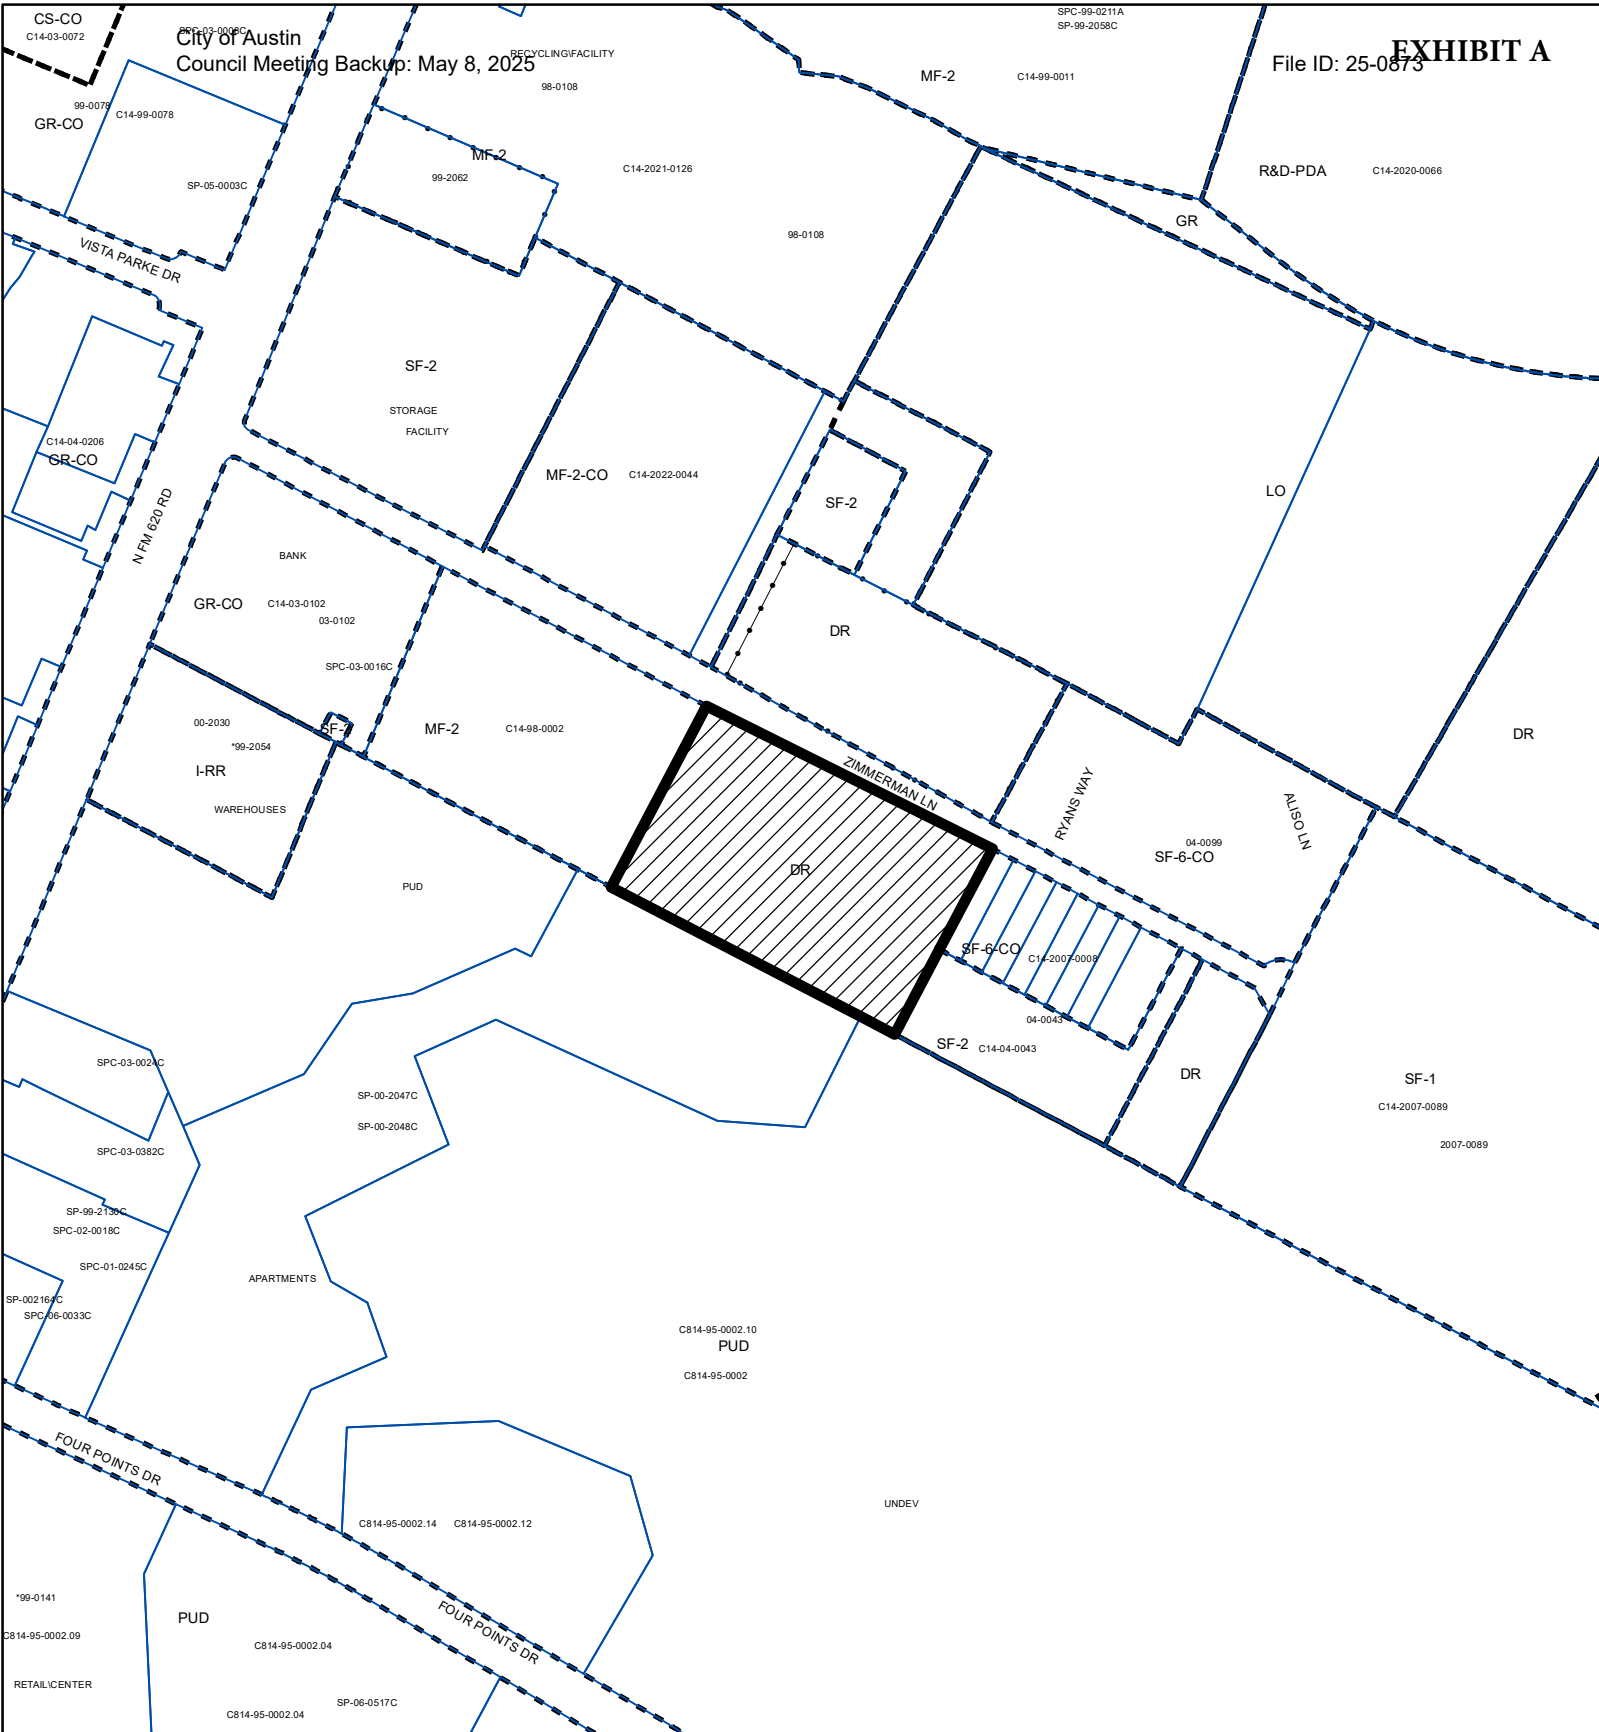 CS-CO
C14-03-0072
SPC-03-0003C
City of Austin
Council Meeting Backup: May 8, 2025
RECYCLING\FACILITY
98-0108
SPC-99-0211A
SP-99-2058C
EXHIBIT A
File ID: 25-0873
MF-2
C14-99-0011
99-0078
C14-99-0078
GR-CO
MF-2
99-2062
SP-05-0003C
C14-2021-0126
R&D-PDA
C14-2020-0066
GR
98-0108
VISTA PARKE DR
SF-2
STORAGE
FACILITY
C14-04-0206
GR-CO
MF-2-CO
C14-2022-0044
SF-2
LO
N FM 620 RD
BANK
GR-CO
C14-03-0102
03-0102
DR
SPC-03-0016C
00-2030
*99-2054
SF-2
MF-2
C14-98-0002
I-RR
WAREHOUSES
DR
ZIMMERMAN LN
RYANS WAY
ALISO LN
04-0099
SF-6-CO
DR
PUD
SF-6-CO
C14-2007-0008
04-0043
SF-2
C14-04-0043
DR
SF-1
C14-2007-0089
2007-0089
SPC-03-0024C
SP-00-2047C
SP-00-2048C
SPC-03-0382C
SP-99-2130C
SPC-02-0018C
SPC-01-0245C
APARTMENTS
SP-002164C
SPC-06-0033C
C814-95-0002.10
PUD
C814-95-0002
FOUR POINTS DR
UNDEV
C814-95-0002.14
C814-95-0002.12
*99-0141
PUD
FOUR POINTS DR
C814-95-0002.09
C814-95-0002.04
RETAIL\CENTER
SP-06-0517C
C814-95-0002.04